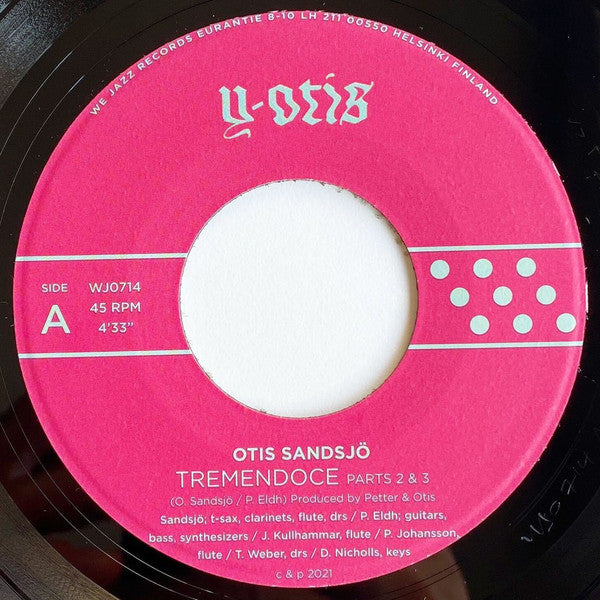 WE JAZZ RECORDS EURANTIE 8-10 LH 211 00550 HELSINKI FINLAND
y-otis
SIDE
A
WJ0714
45 RPM
4'33"
OTIS SANDSJÖ
TREMENDOCE PARTS 2 & 3
(O. Sandsjö / P. Eldh) Produced by Petter & Otis
Sandsjö; t-sax, clarinets, flute, drs / P. Eldh; guitars,
bass, synthesizers / J. Kullhammar, flute / P. Johansson,
flute / T. Weber, drs / D. Nicholls, keys
c & p 2021